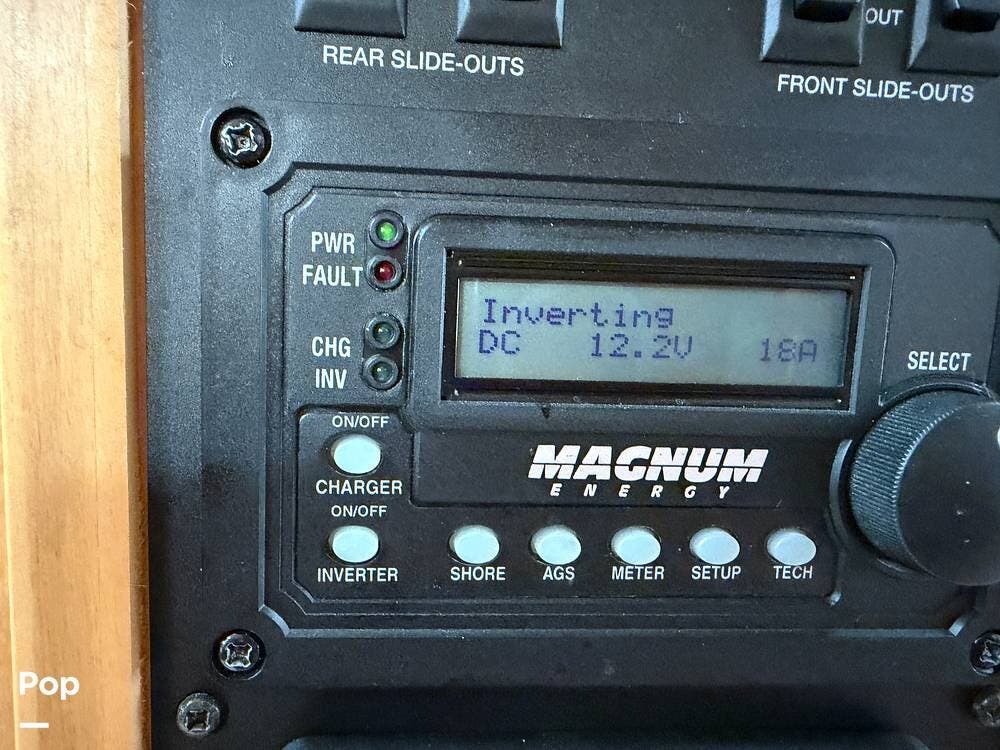 REAR SLIDE-OUTS
OUT
FRONT SLIDE-OUTS
PWR
FAULT
CHG
INV
Inverting
DC 12.2V 18A
SELECT
ON/OFF
CHARGER
ON/OFF
INVERTER
MAGNUM
ENERGY
SHORE
AGS
METER
SETUP
TECH
Pop